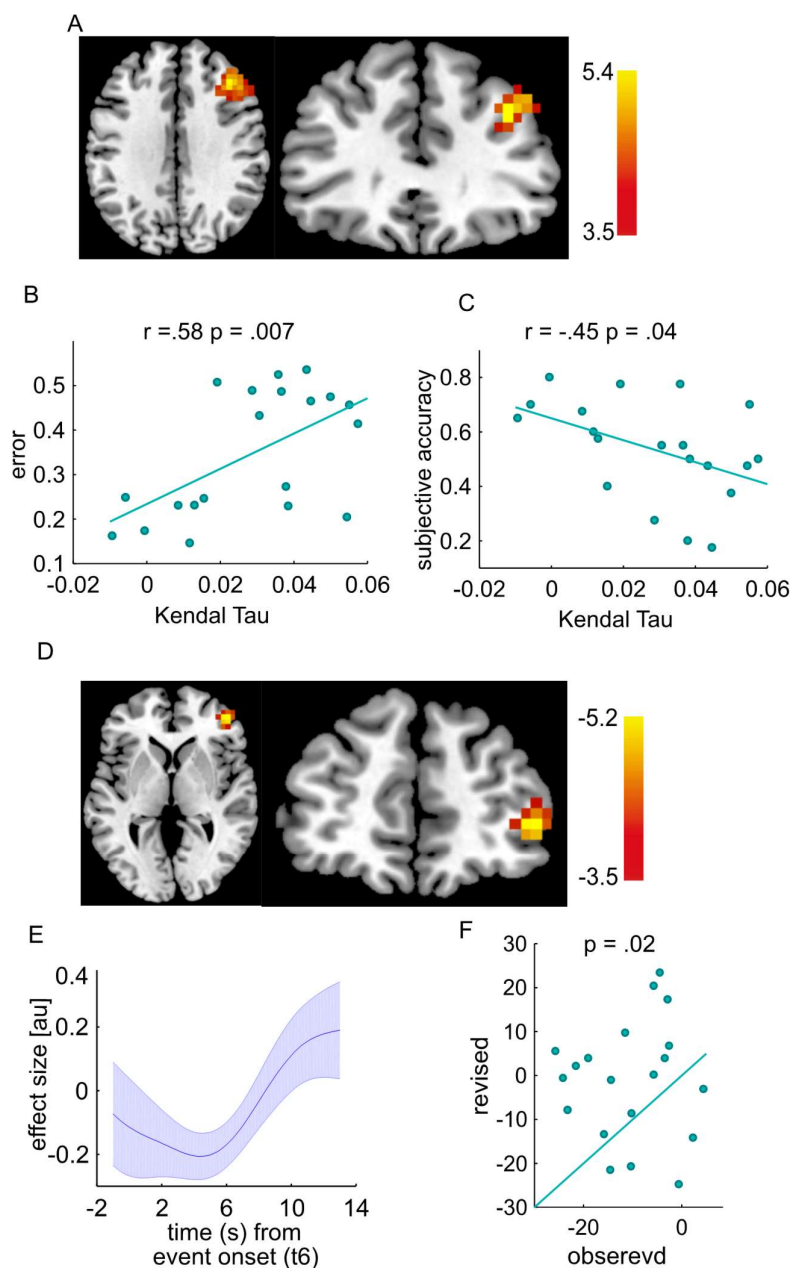 A
5.4
3.5
B
r =.58 p = .007
error
0.5
0.4
0.3
0.2
0.1
-0.02
0
0.02
0.04
0.06
Kendal Tau
C
r = -.45 p = .04
subjective accuracy
0.8
0.6
0.4
0.2
-0.02
0
0.02
0.04
0.06
Kendal Tau
D
-5.2
-3.5
E
effect size [au]
0.4
0.2
0
-0.2
-2
2
6
10
14
time (s) from
event onset (t6)
F
p = .02
revised
30
20
10
0
-10
-20
-30
-20
0
obserevd